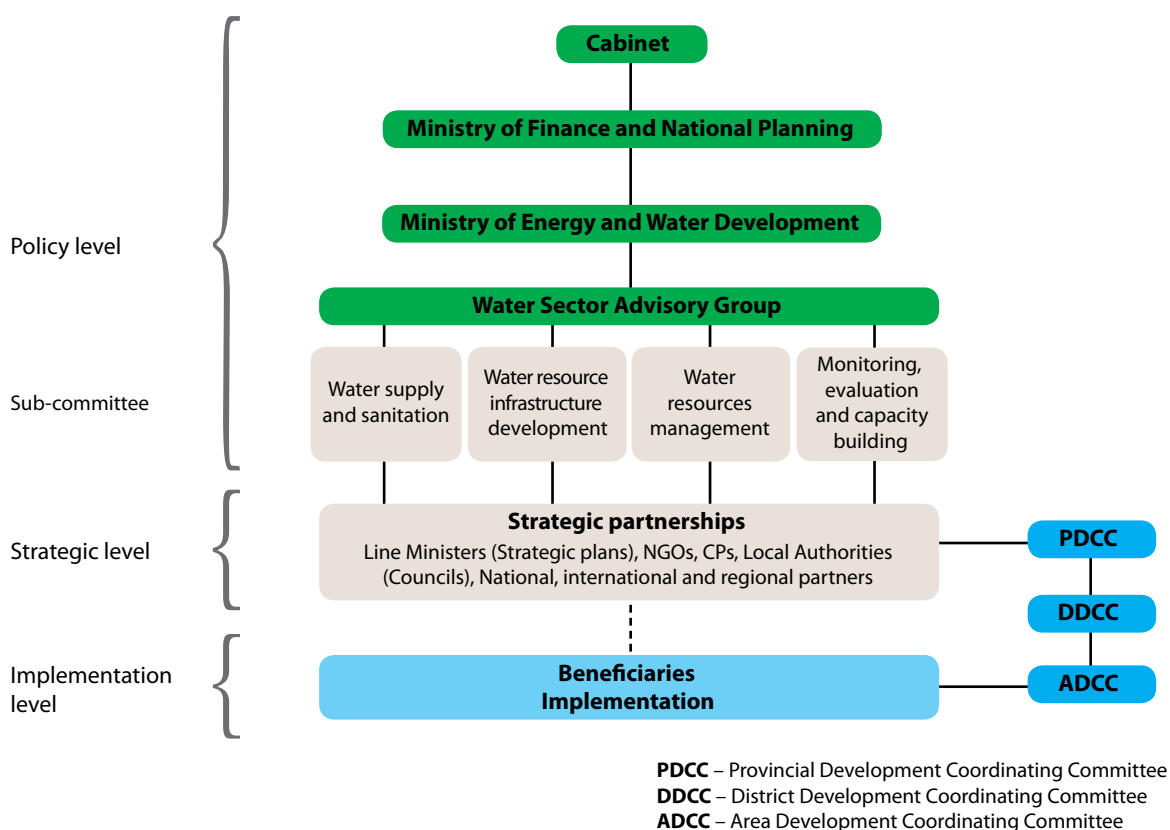 Cabinet
Ministry of Finance and National Planning
Ministry of Energy and Water Development
Policy level
Water Sector Advisory Group
Sub-committee
Water supply
and sanitation
Water resource
infrastructure
development
Water
resources
management
Monitoring,
evaluation
and capacity
building
Strategic level
Strategic partnerships
Line Ministers (Strategic plans), NGOs, CPs, Local Authorities
(Councils), National, international and regional partners
PDCC
DDCC
Implementation
level
Beneficiaries
Implementation
ADCC
PDCC – Provincial Development Coordinating Committee
DDCC – District Development Coordinating Committee
ADCC – Area Development Coordinating Committee